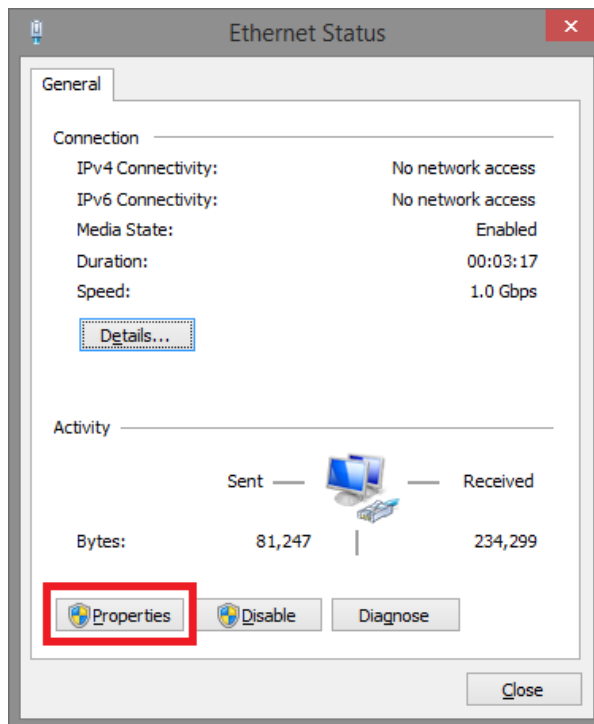 Ethernet Status
General
Connection
IPv4 Connectivity: No network access
IPv6 Connectivity: No network access
Media State: Enabled
Duration: 00:03:17
Speed: 1.0 Gbps
Details...
Activity
Sent Received
Bytes: 81,247 234,299
Properties Disable Diagnose
Close